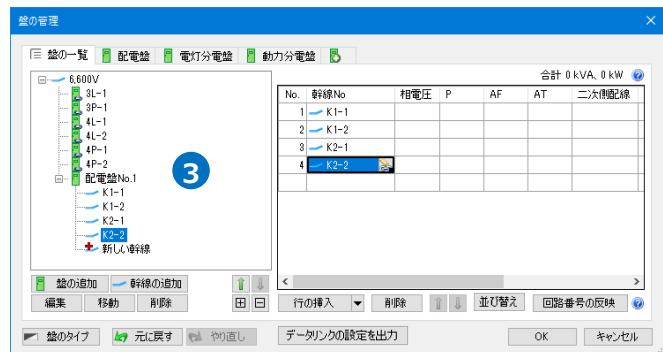 盤の管理
盤の一覧 配電盤 電灯分電盤 動力分電盤
合計 0 kVA、0 kW
6,600V
3L-1
3P-1
4L-1
4L-2
4P-1
4P-2
配電盤No.1
K1-1
K1-2
K2-1
K2-2
新しい幹線
3
No. 幹線No 相電圧 P AF AT 二次側配線
1 K1-1
2 K1-2
3 K2-1
4 K2-2
盤の追加 幹線の追加
編集 移動 削除
行の挿入 削除 並び替え 回路番号の反映
盤のタイプ 元に戻す やり直し データリンクの設定を出力 OK キャンセル